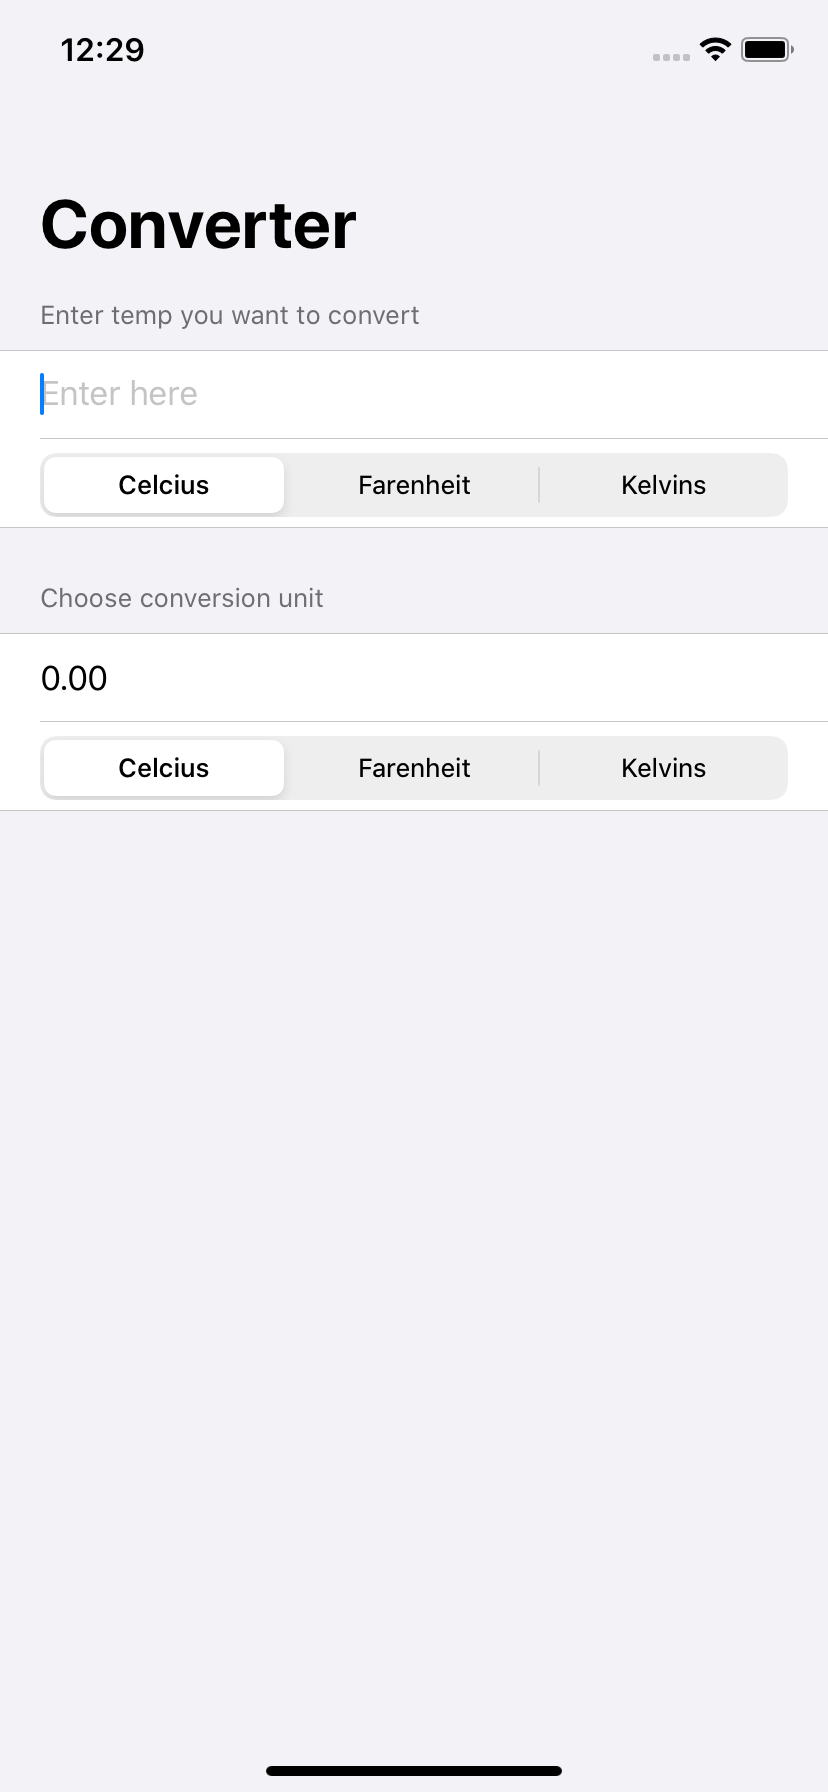 12:29
Converter
Enter temp you want to convert
Enter here
Celcius Farenheit Kelvins
Choose conversion unit
0.00
Celcius Farenheit Kelvins